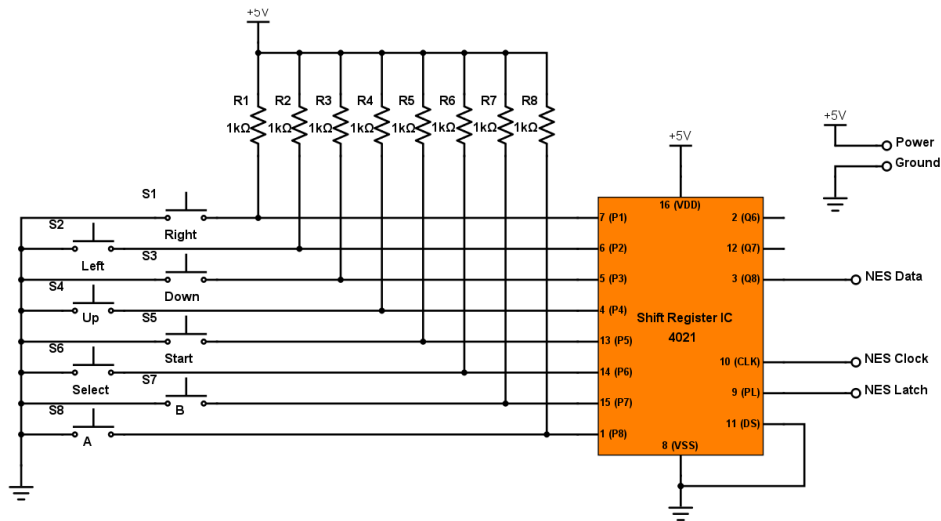 +5V
R1 R2 R3 R4 R5 R6 R7 R8
1kΩ 1kΩ 1kΩ 1kΩ 1kΩ 1kΩ 1kΩ 1kΩ
+5V
+5V
Power
Ground
S1
Right
S2
Left
S3
Down
S4
Up
S5
Start
S6
Select
S7
B
S8
A
16 (VDD)
7 (P1)
6 (P2)
5 (P3)
4 (P4)
13 (P5)
14 (P6)
15 (P7)
1 (P8)
Shift Register IC
4021
2 (Q6)
12 (Q7)
3 (Q8)
10 (CLK)
9 (PL)
11 (DS)
8 (VSS)
NES Data
NES Clock
NES Latch